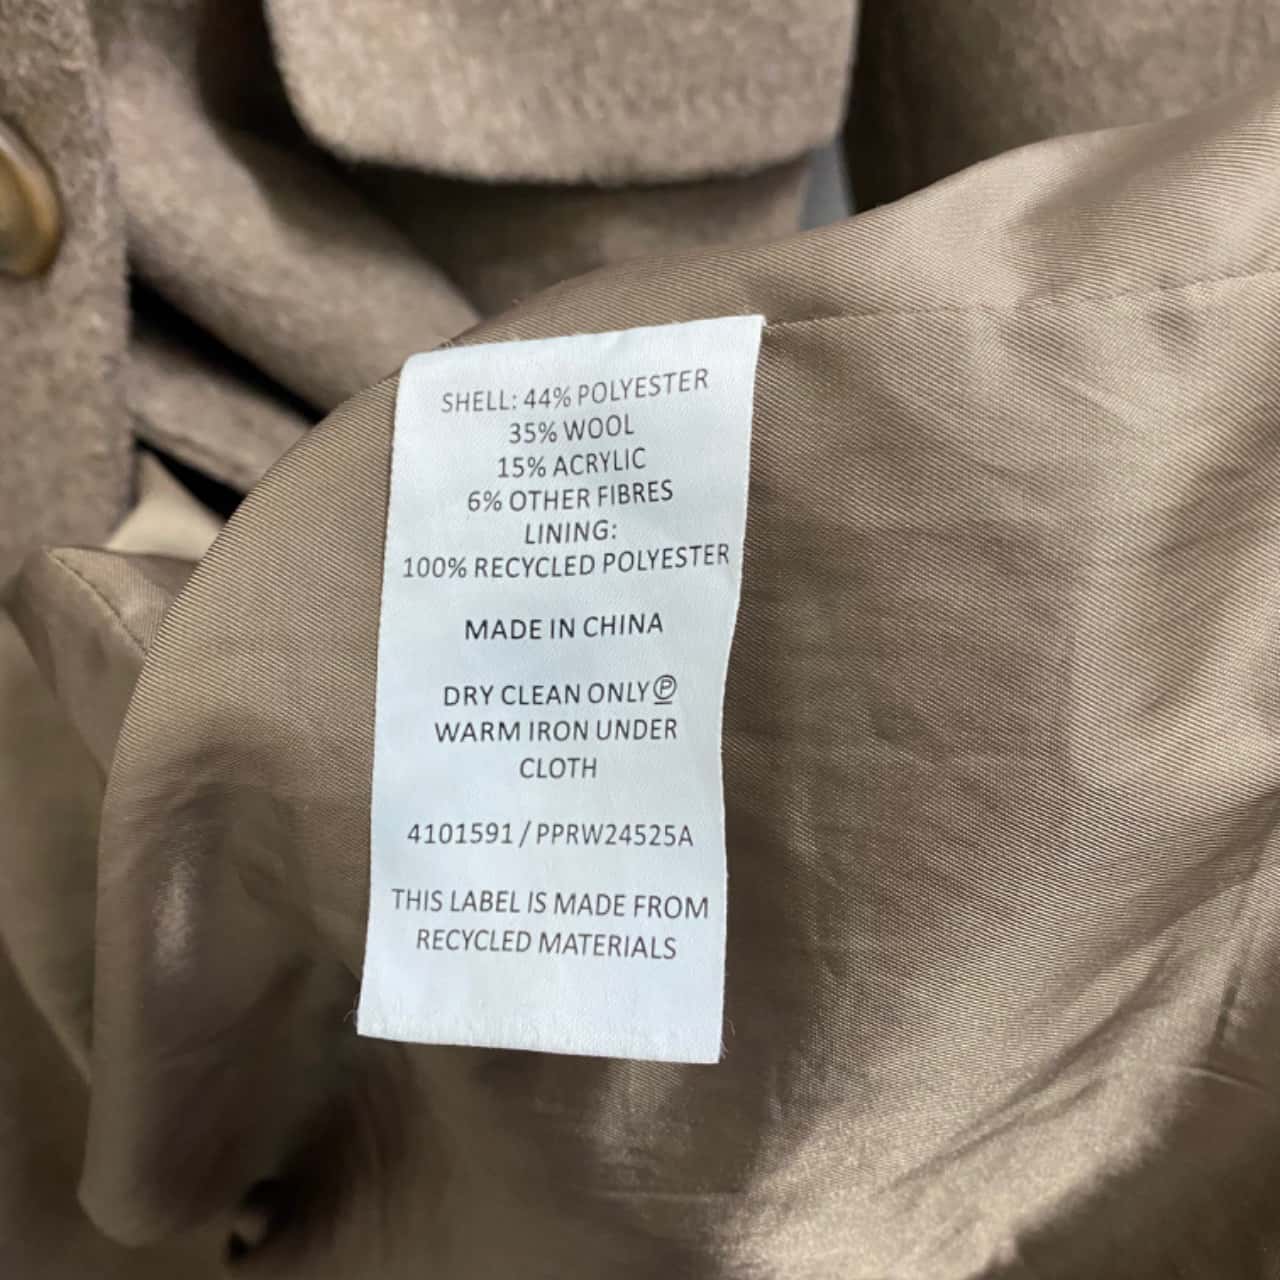 SHELL: 44% POLYESTER
35% WOOL
15% ACRYLIC
6% OTHER FIBRES
LINING:
100% RECYCLED POLYESTER
MADE IN CHINA
DRY CLEAN ONLY Ⓟ
WARM IRON UNDER
CLOTH
4101591 / PPRW24525A
THIS LABEL IS MADE FROM
RECYCLED MATERIALS